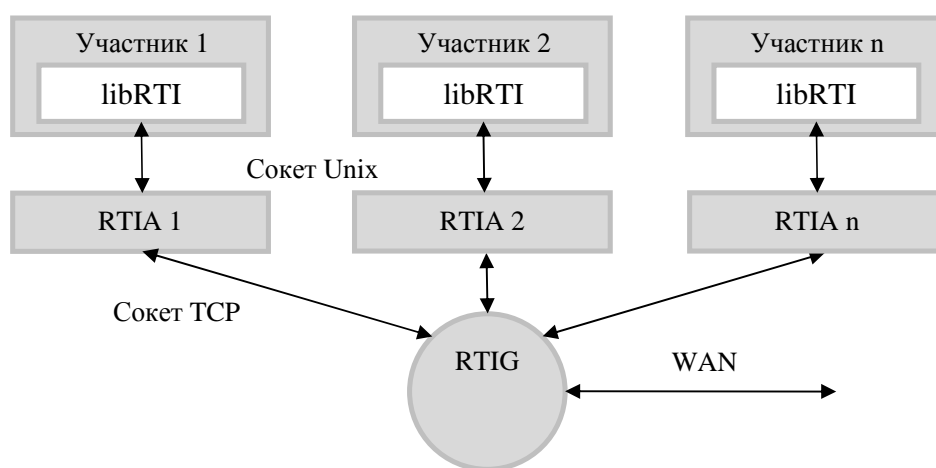 Участник 1
Участник 2
Участник n
libRTI
libRTI
libRTI
Сокет Unix
RTIA 1
RTIA 2
RTIA n
Сокет TCP
RTIG
WAN